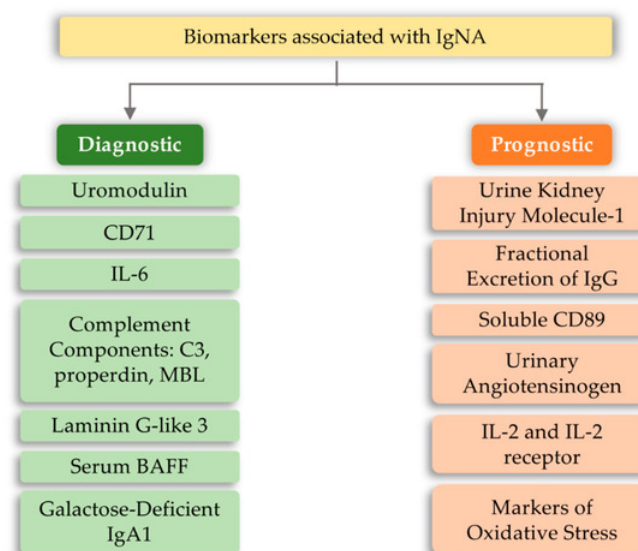 Biomarkers associated with IgNA
Diagnostic
Uromodulin
CD71
IL-6
Complement
Components: C3,
properdin, MBL
Laminin G-like 3
Serum BAFF
Galactose-Deficient
IgA1
Prognostic
Urine Kidney
Injury Molecule-1
Fractional
Excretion of IgG
Soluble CD89
Urinary
Angiotensinogen
IL-2 and IL-2
receptor
Markers of
Oxidative Stress